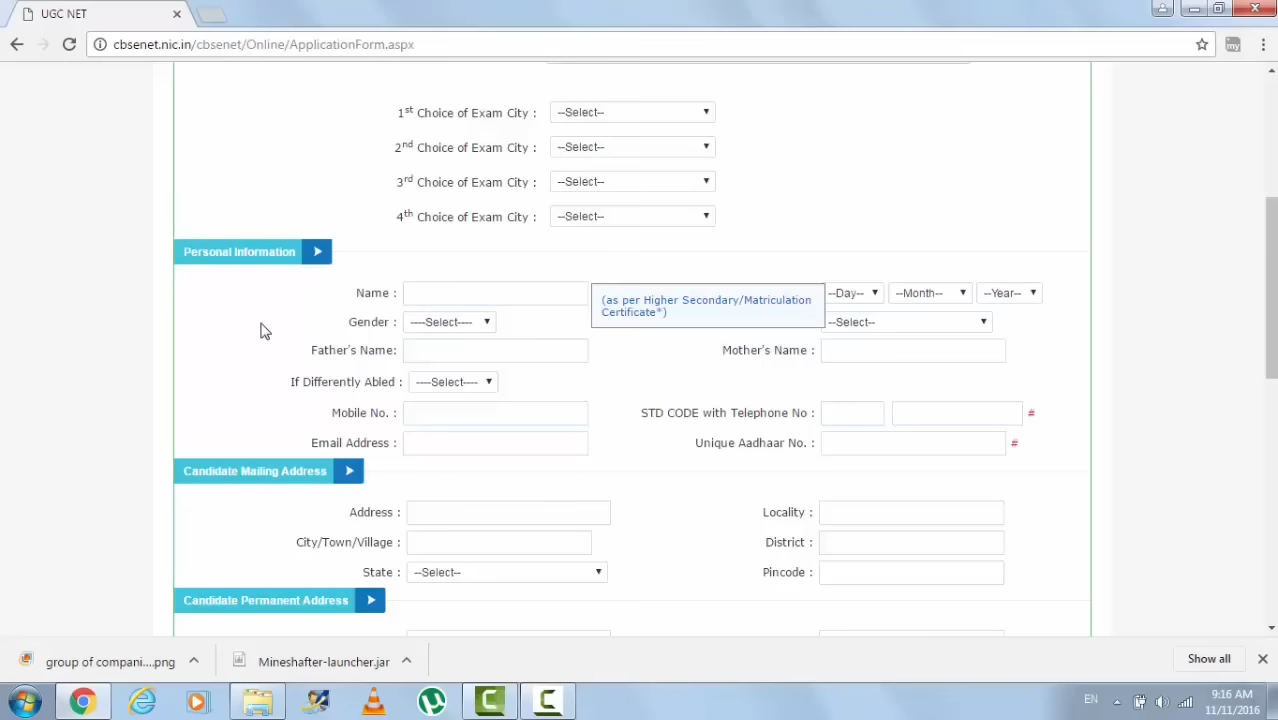 UGC NET
cbsenet.nic.in/cbsenet/Online/ApplicationForm.aspx
1st Choice of Exam City : --Select--
2nd Choice of Exam City : --Select--
3rd Choice of Exam City : --Select--
4th Choice of Exam City : --Select--
Personal Information
Name : (as per Higher Secondary/Matriculation Certificate*) --Day-- --Month-- --Year--
Gender : ----Select---- --Select--
Father's Name: Mother's Name :
If Differently Abled : ----Select----
Mobile No. : STD CODE with Telephone No : #
Email Address : Unique Aadhaar No. : #
Candidate Mailing Address
Address : Locality :
City/Town/Village : District :
State : --Select-- Pincode :
Candidate Permanent Address
group of compani....png Mineshafter-launcher.jar Show all
EN 9:16 AM
11/11/2016